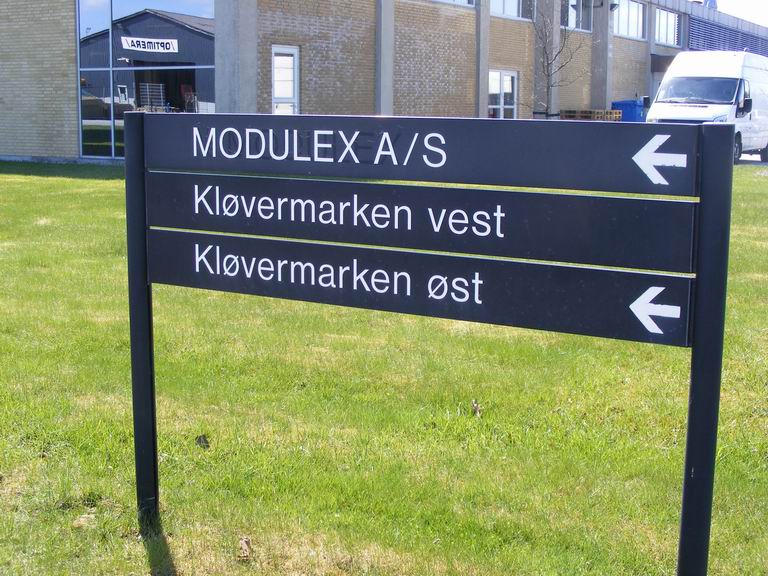 /OPTIMERA/
MODULEX A/S
Kløvermarken vest
Kløvermarken øst